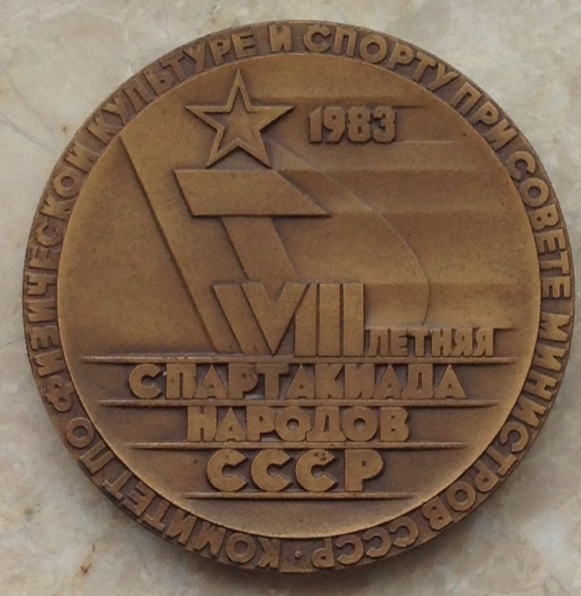 КОМИТЕТ ПО ФИЗИЧЕСКОЙ КУЛЬТУРЕ И СПОРТУ ПРИ СОВЕТЕ МИНИСТРОВ СССР •
1983
VIII ЛЕТНЯЯ
СПАРТАКИАДА
НАРОДОВ
СССР